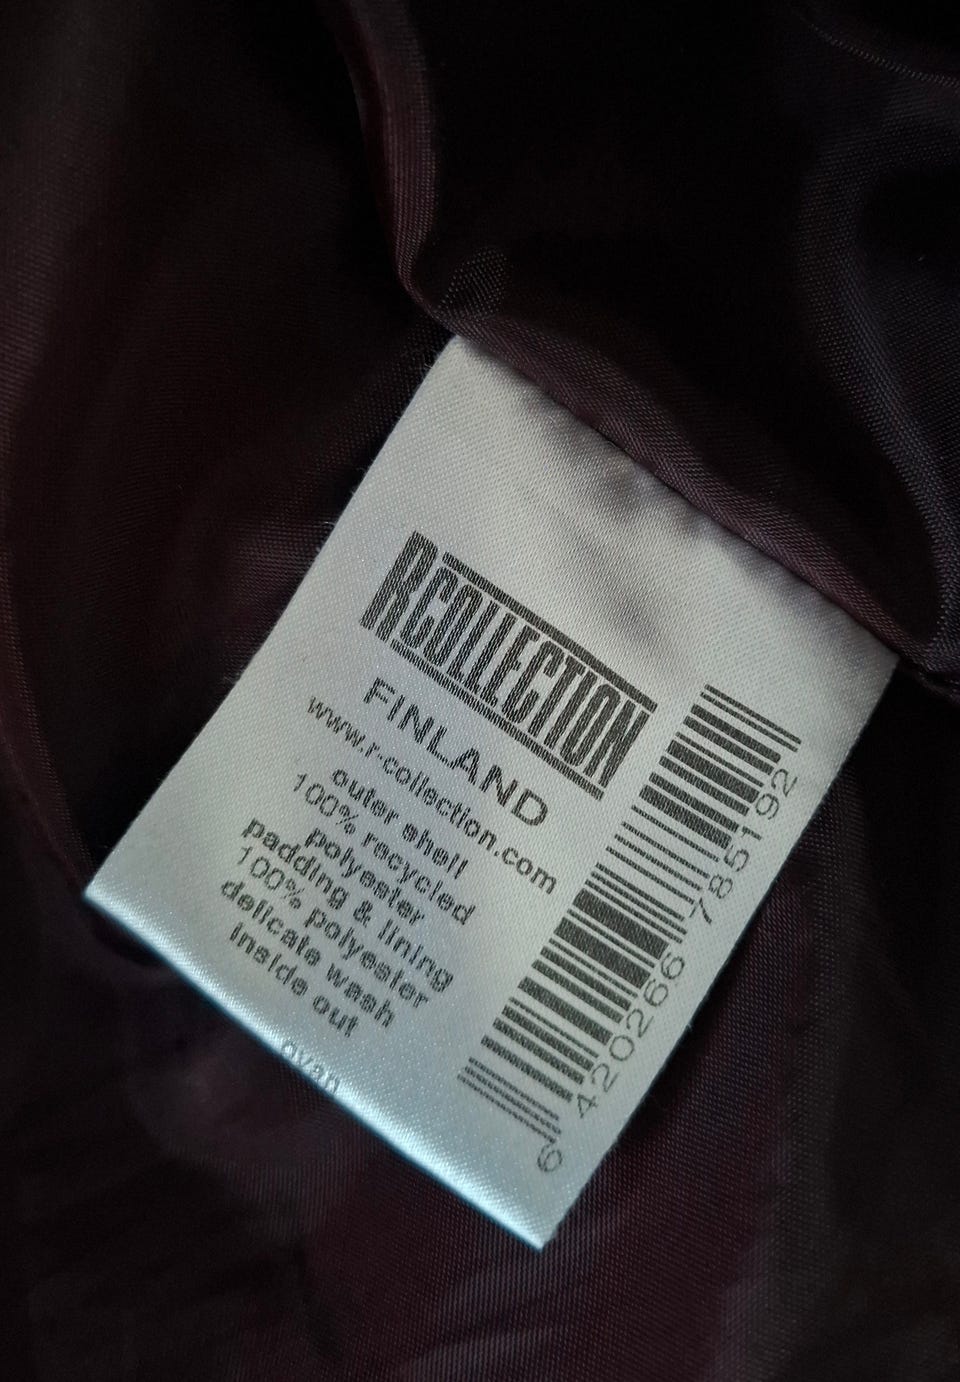 RCOLLECTION
FINLAND
www.r-collection.com
outer shell
100% recycled
polyester
padding & lining
100% polyester
delicate wash
inside out
6 420266 785192